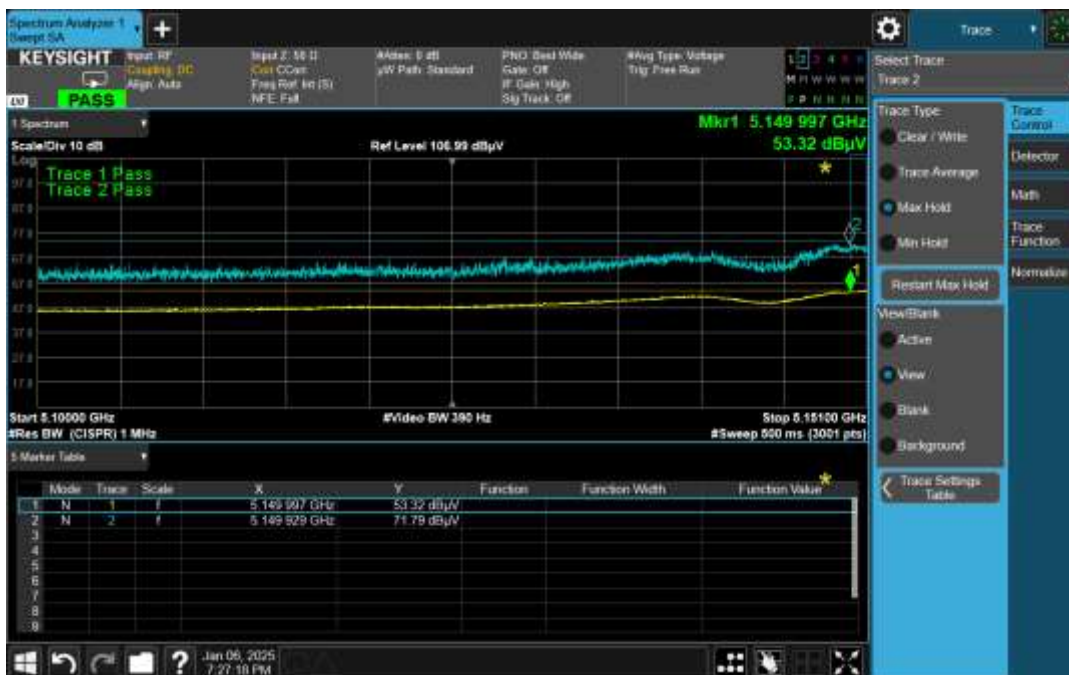 Spectrum Analyzer 1
Swept SA
+
Trace
KEYSIGHT
Input: RF
Coupling: DC
Align: Auto
Input Z: 50 Ω
Corr CCorr
Freq Ref: Int (S)
NFE: Full
#Atten: 0 dB
µW Path: Standard
PNO: Best Wide
Gate: Off
IF Gain: High
Sig Track: Off
#Avg Type: Voltage
Trig: Free Run
LXI
PASS
Select Trace
Trace 2
1 Spectrum
Scale/Div 10 dB
Ref Level 106.99 dBµV
Mkr1 5.149 997 GHz
53.32 dBµV
Log
Trace 1 Pass
Trace 2 Pass
2
1
Start 5.10000 GHz
#Video BW 390 Hz
Stop 5.15100 GHz
#Res BW (CISPR) 1 MHz
#Sweep 500 ms (3001 pts)
5 Marker Table
Mode Trace Scale X Y Function Function Width Function Value
1 N 1 f 5.149 997 GHz 53.32 dBµV
2 N 2 f 5.149 929 GHz 71.79 dBµV
3
4
5
6
7
8
9
Trace Type
Clear / Write
Trace Average
Max Hold
Min Hold
Restart Max Hold
View/Blank
Active
View
Blank
Background
Trace Settings
Table
Trace
Control
Detector
Math
Trace
Function
Normalize
?
Jan 06, 2025
7:27:18 PM